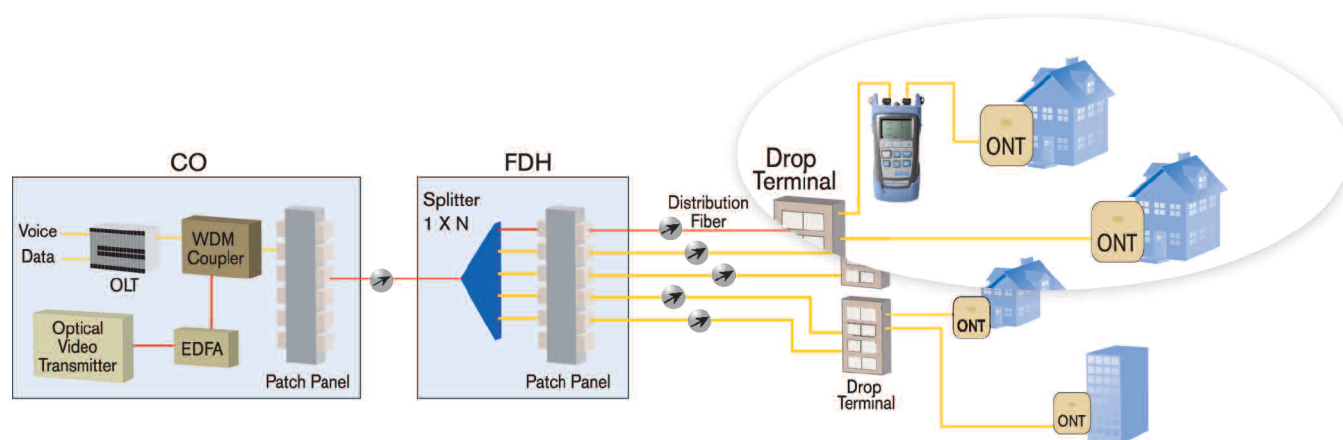 CO
Voice
Data
OLT
WDM
Coupler
Optical
Video
Transmitter
EDFA
Patch Panel
FDH
Splitter
1 X N
Patch Panel
Distribution
Fiber
Drop
Terminal
Drop
Terminal
ONT
ONT
ONT
ONT